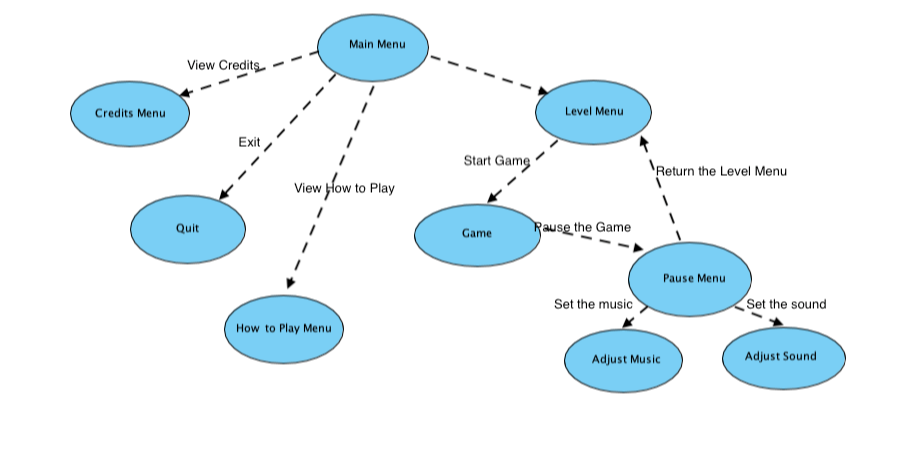 Main Menu
View Credits
Credits Menu
Level Menu
Exit
Start Game
Return the Level Menu
View How to Play
Quit
Game
Pause the Game
Pause Menu
Set the music
Set the sound
How to Play Menu
Adjust Music
Adjust Sound